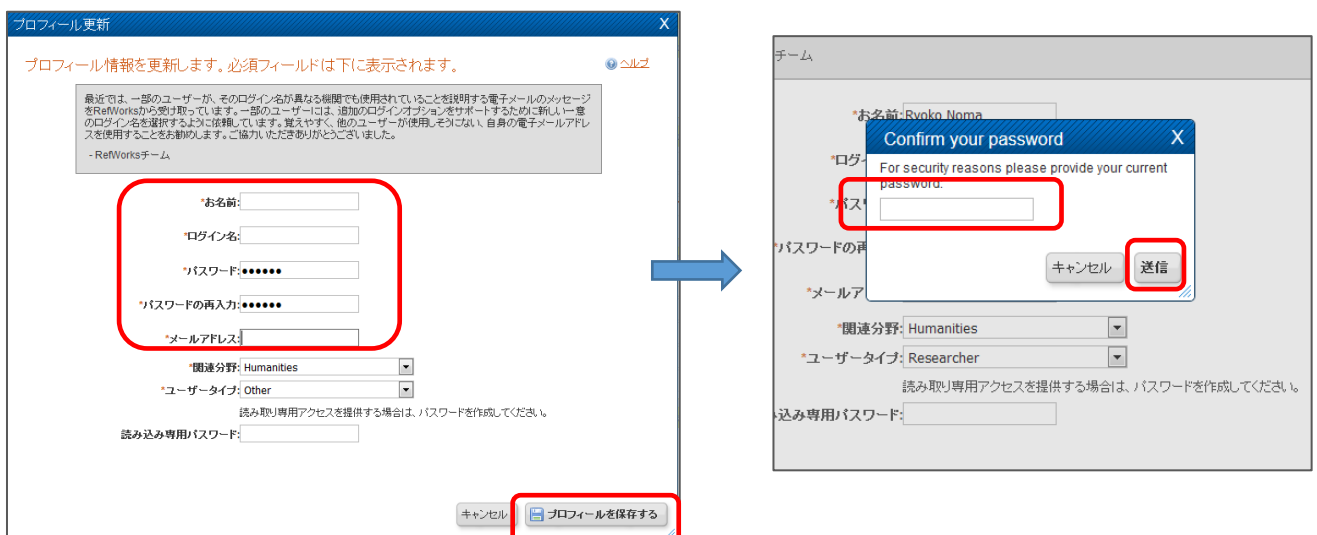 プロフィール更新
X
プロフィール情報を更新します。必須フィールドは下に表示されます。
ヘルプ
最近では、一部のユーザーが、そのログイン名が異なる機関でも使用されていることを説明する電子メールのメッセージ
をRefWorksから受け取っています。一部のユーザーには、追加のログインオプションをサポートするために新しい一意
のログイン名を選択するように依頼しています。覚えやすく、他のユーザーが使用しそうにない、自身の電子メールアドレ
スを使用することをお勧めします。ご協力いただきありがとうございました。
- RefWorksチーム
*お名前:
*ログイン名:
*パスワード:●●●●●●
*パスワードの再入力:●●●●●●
*メールアドレス:
*関連分野: Humanities
*ユーザータイプ: Other
読み取り専用アクセスを提供する場合は、パスワードを作成してください。
読み込み専用パスワード:
キャンセル
プロフィールを保存する
チーム
*お名前: Ryoko Noma
Confirm your password
X
*ログイ
For security reasons please provide your current
password.
*パスワ
*パスワードの再
キャンセル
送信
*メールア
*関連分野: Humanities
*ユーザータイプ: Researcher
読み取り専用アクセスを提供する場合は、パスワードを作成してください。
込み専用パスワード: